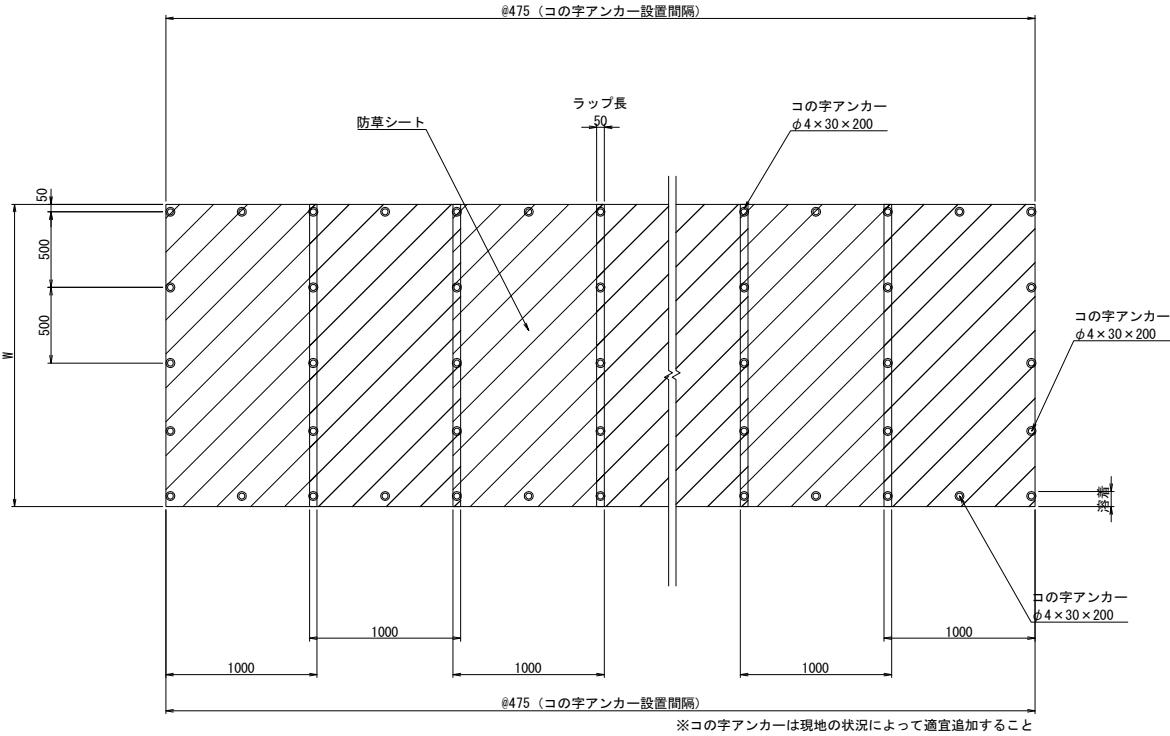 @475（コの字アンカー設置間隔）
ラップ長
50
コの字アンカー
φ4×30×200
防草シート
50
500
500
W
コの字アンカー
φ4×30×200
溶着
コの字アンカー
φ4×30×200
1000
1000
1000
1000
1000
@475（コの字アンカー設置間隔）
※コの字アンカーは現地の状況によって適宜追加すること